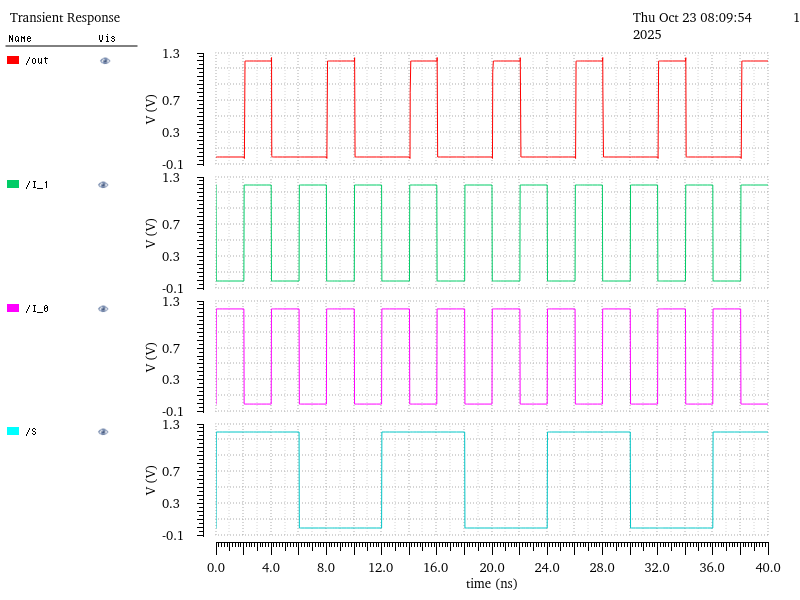 Transient Response
Thu Oct 23 08:09:54 1
2025
Name Vis
/out
1.3
0.7
0.3
-0.1
V (V)
/I_1
1.3
0.7
0.3
-0.1
V (V)
/I_0
1.3
0.7
0.3
-0.1
V (V)
/S
1.3
0.7
0.3
-0.1
V (V)
0.0 4.0 8.0 12.0 16.0 20.0 24.0 28.0 32.0 36.0 40.0
time (ns)